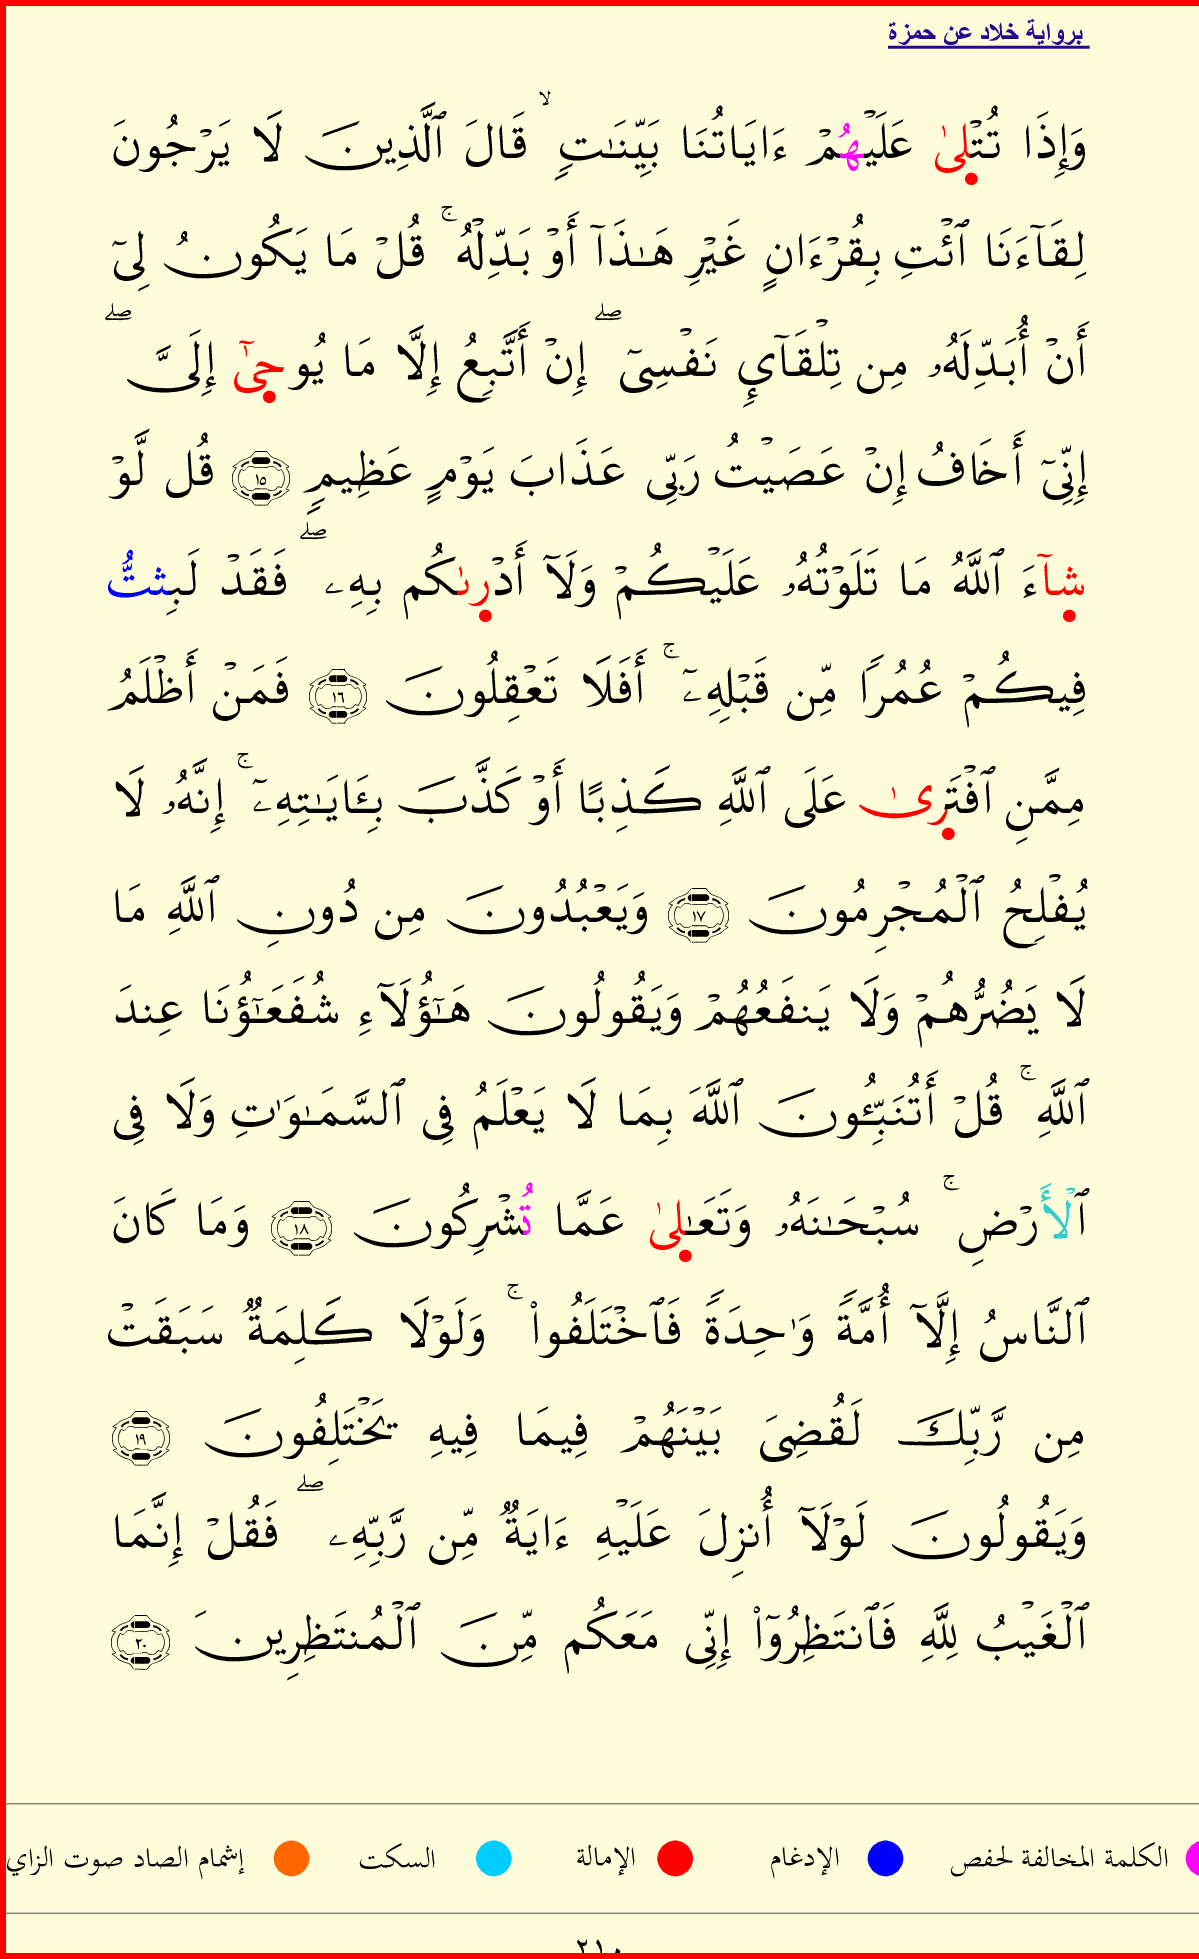 برواية خلاد عن حمزة
وَإِذَا تُتْلِىٰ عَلَيْهُمْ ءَايَاتُنَا بَيِّنَٰتٍ ۙ قَالَ ٱلَّذِينَ لَا يَرْجُونَ
لِقَآءَنَا ٱئْتِ بِقُرْءَانٍ غَيْرِ هَٰذَآ أَوْ بَدِّلْهُ ۚ قُلْ مَا يَكُونُ لِىٓ
أَنْ أُبَدِّلَهُۥ مِن تِلْقَآئِ نَفْسِىٓ ۖ إِنْ أَتَّبِعُ إِلَّا مَا يُوحِىٰٓ إِلَىَّ ۖ
إِنِّىٓ أَخَافُ إِنْ عَصَيْتُ رَبِّى عَذَابَ يَوْمٍ عَظِيمٍ ١٥ قُل لَّوْ
شِآءَ ٱللَّهُ مَا تَلَوْتُهُۥ عَلَيْكُمْ وَلَآ أَدْرِىٰكُم بِهِۦ ۖ فَقَدْ لَبِثتُّ
فِيكُمْ عُمُرًا مِّن قَبْلِهِۦٓ ۚ أَفَلَا تَعْقِلُونَ ١٦ فَمَنْ أَظْلَمُ
مِمَّنِ ٱفْتَرِىٰ عَلَى ٱللَّهِ كَذِبًا أَوْ كَذَّبَ بِـَٔايَٰتِهِۦٓ ۚ إِنَّهُۥ لَا
يُفْلِحُ ٱلْمُجْرِمُونَ ١٧ وَيَعْبُدُونَ مِن دُونِ ٱللَّهِ مَا
لَا يَضُرُّهُمْ وَلَا يَنفَعُهُمْ وَيَقُولُونَ هَٰٓؤُلَآءِ شُفَعَٰٓؤُنَا عِندَ
ٱللَّهِ ۚ قُلْ أَتُنَبِّـُٔونَ ٱللَّهَ بِمَا لَا يَعْلَمُ فِى ٱلسَّمَٰوَٰتِ وَلَا فِى
ٱلْأَرْضِ ۚ سُبْحَٰنَهُۥ وَتَعَٰلِىٰ عَمَّا تُشْرِكُونَ ١٨ وَمَا كَانَ
ٱلنَّاسُ إِلَّآ أُمَّةً وَٰحِدَةً فَٱخْتَلَفُوا۟ ۚ وَلَوْلَا كَلِمَةٌ سَبَقَتْ
مِن رَّبِّكَ لَقُضِىَ بَيْنَهُمْ فِيمَا فِيهِ يَخْتَلِفُونَ ١٩
وَيَقُولُونَ لَوْلَآ أُنزِلَ عَلَيْهِ ءَايَةٌ مِّن رَّبِّهِۦ ۖ فَقُلْ إِنَّمَا
ٱلْغَيْبُ لِلَّهِ فَٱنتَظِرُوٓا۟ إِنِّى مَعَكُم مِّنَ ٱلْمُنتَظِرِينَ ٢٠
الكلمة المخالفة لحفص الإدغام الإمالة السكت إشمام الصاد صوت الزاي
٢١٠